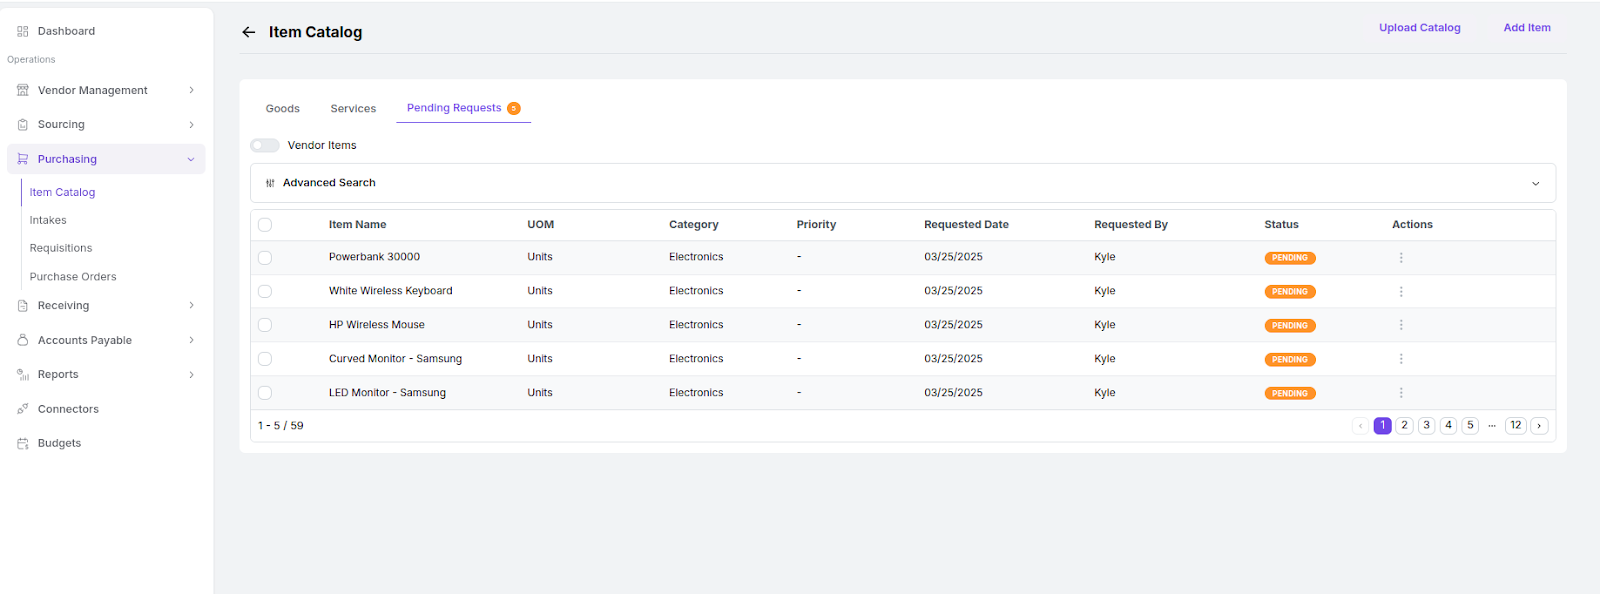 Dashboard
Operations
Vendor Management
Sourcing
Purchasing
Item Catalog
Intakes
Requisitions
Purchase Orders
Receiving
Accounts Payable
Reports
Connectors
Budgets
Item Catalog
Upload Catalog Add Item
Goods Services Pending Requests 5
Vendor Items
Advanced Search
Item Name UOM Category Priority Requested Date Requested By Status Actions
Powerbank 30000 Units Electronics - 03/25/2025 Kyle PENDING
White Wireless Keyboard Units Electronics - 03/25/2025 Kyle PENDING
HP Wireless Mouse Units Electronics - 03/25/2025 Kyle PENDING
Curved Monitor - Samsung Units Electronics - 03/25/2025 Kyle PENDING
LED Monitor - Samsung Units Electronics - 03/25/2025 Kyle PENDING
1 - 5 / 59 ‹ 1 2 3 4 5 ··· 12 ›